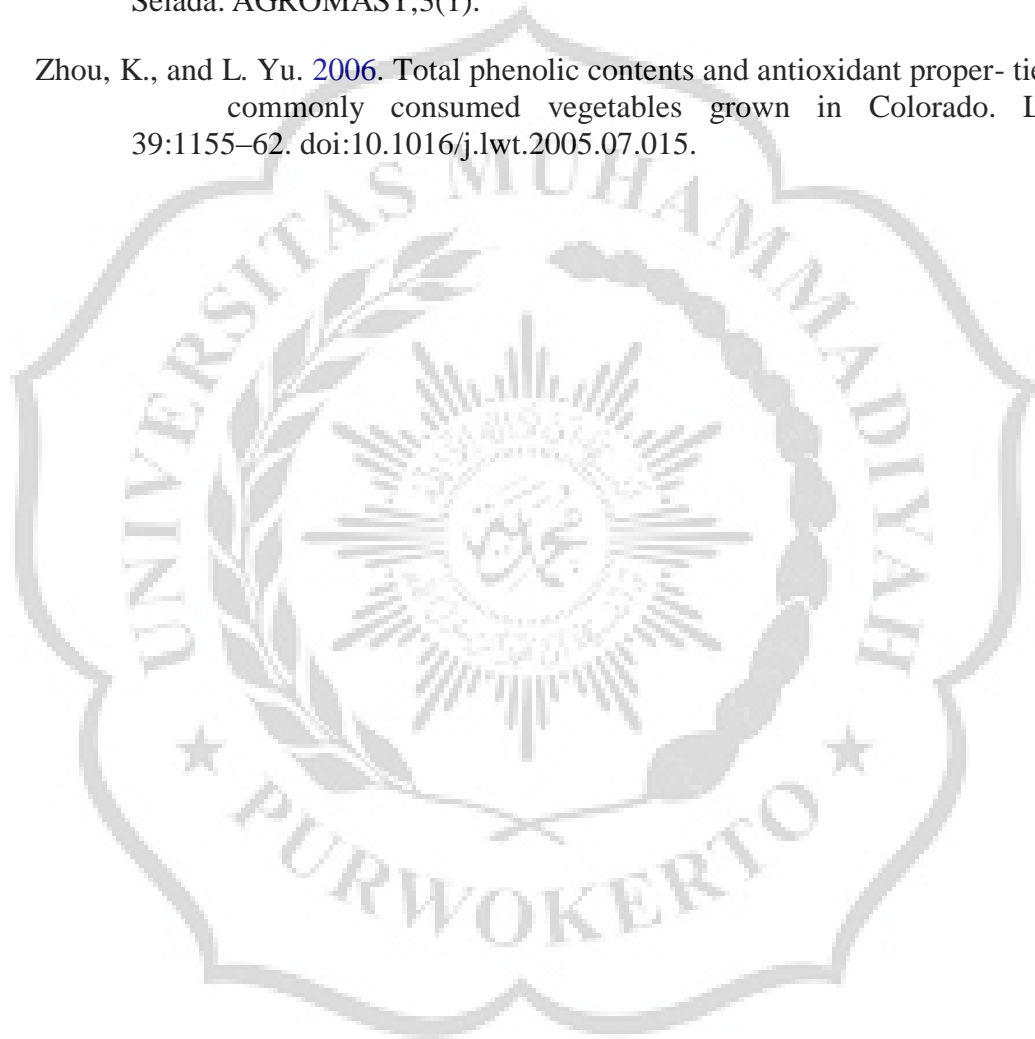 Selada. AGROMAST;3(1).
Zhou, K., and L. Yu. 2006. Total phenolic contents and antioxidant proper- tie
commonly consumed vegetables grown in Colorado. L
39:1155–62. doi:10.1016/j.lwt.2005.07.015.
UNIVERSITAS MUHAMMADIYAH
PURWOKERTO